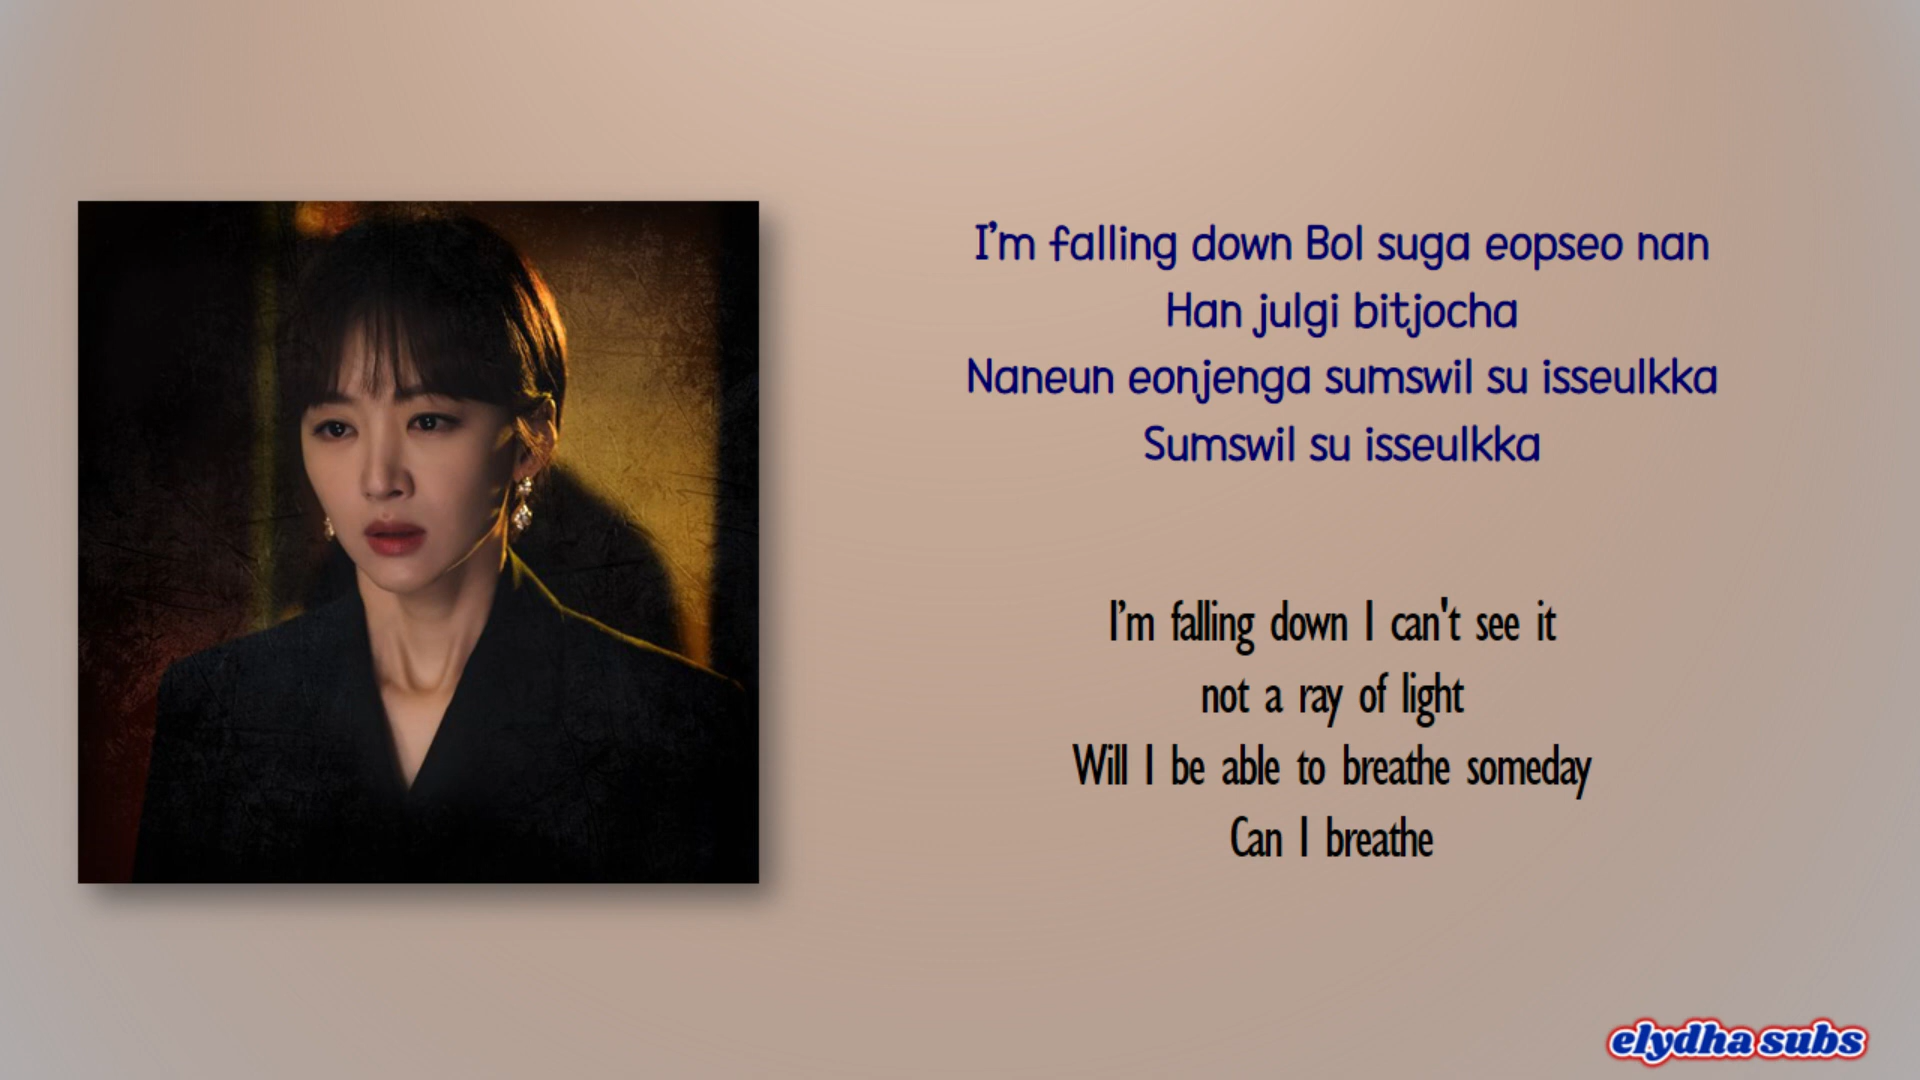 I'm falling down Bol suga eopseo nan
Han julgi bitjocha
Naneun eonjenga sumswil su isseulkka
Sumswil su isseulkka
I'm falling down I can't see it
not a ray of light
Will I be able to breathe someday
Can I breathe
elydha subs